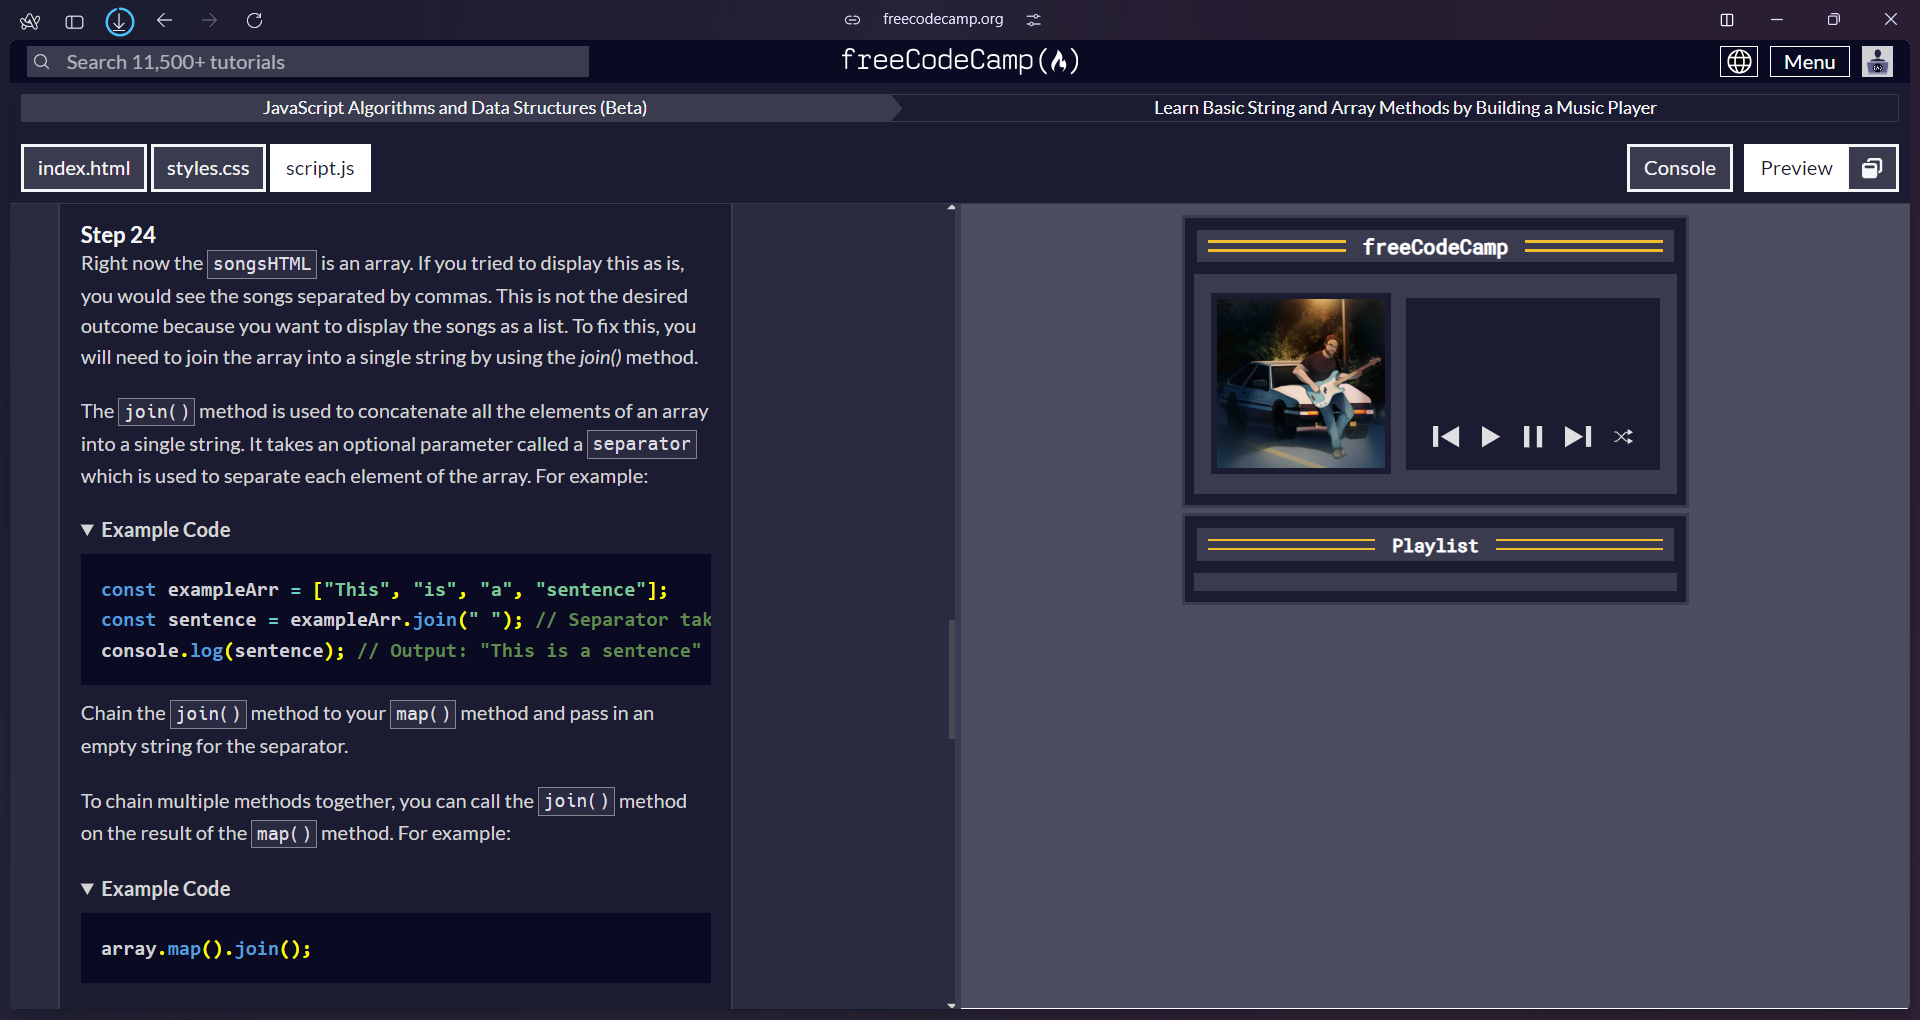 freecodecamp.org
Search 11,500+ tutorials
freeCodeCamp(🔥)
Menu
JavaScript Algorithms and Data Structures (Beta)
Learn Basic String and Array Methods by Building a Music Player
index.html
styles.css
script.js
Console
Preview
Step 24
Right now the songsHTML is an array. If you tried to display this as is,
you would see the songs separated by commas. This is not the desired
outcome because you want to display the songs as a list. To fix this, you
will need to join the array into a single string by using the join() method.
The join() method is used to concatenate all the elements of an array
into a single string. It takes an optional parameter called a separator
which is used to separate each element of the array. For example:
Example Code
const exampleArr = ["This", "is", "a", "sentence"];
const sentence = exampleArr.join(" "); // Separator tak
console.log(sentence); // Output: "This is a sentence"
Chain the join() method to your map() method and pass in an
empty string for the separator.
To chain multiple methods together, you can call the join() method
on the result of the map() method. For example:
Example Code
array.map().join();
freeCodeCamp
Playlist